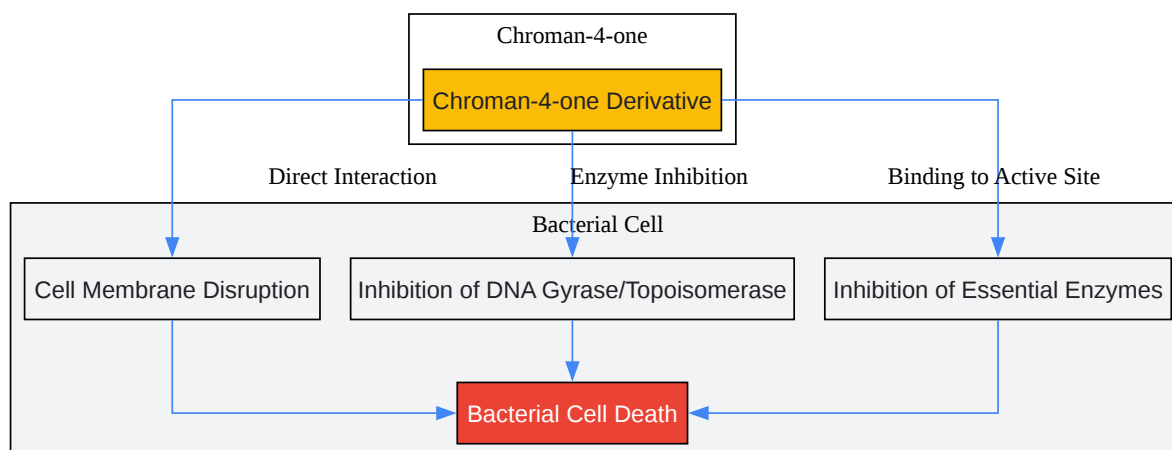 Chroman-4-one
Chroman-4-one Derivative
Direct Interaction
Enzyme Inhibition
Binding to Active Site
Bacterial Cell
Cell Membrane Disruption
Inhibition of DNA Gyrase/Topoisomerase
Inhibition of Essential Enzymes
Bacterial Cell Death